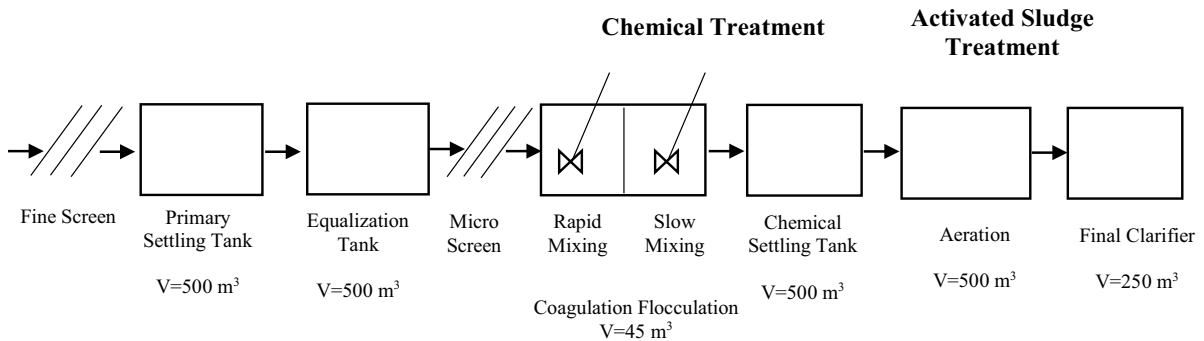 Chemical Treatment
Activated Sludge
Treatment
Fine Screen
Primary
Settling Tank
V=500 m³
Equalization
Tank
V=500 m³
Micro
Screen
Rapid
Mixing
Slow
Mixing
Coagulation Flocculation
V=45 m³
Chemical
Settling Tank
V=500 m³
Aeration
V=500 m³
Final Clarifier
V=250 m³